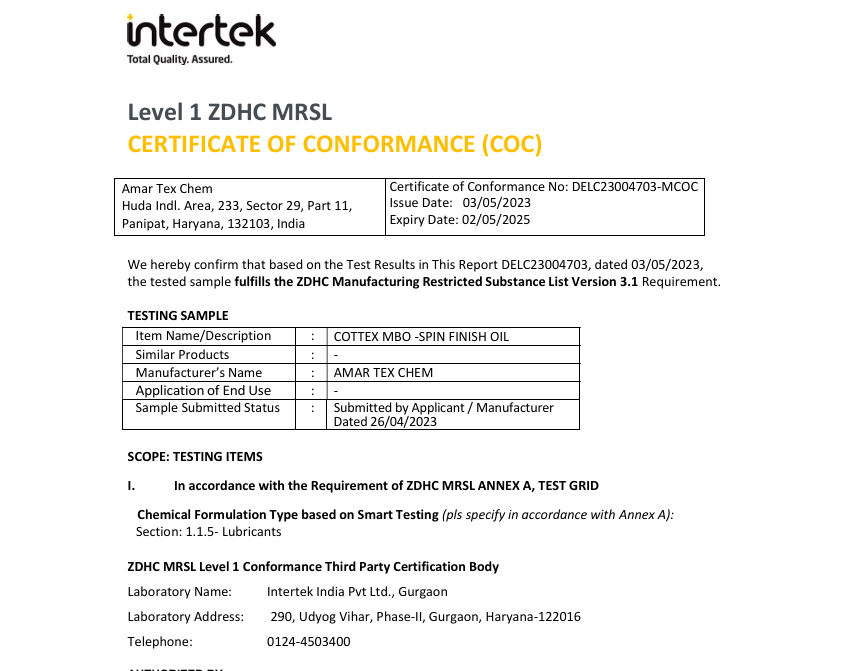 intertek
Total Quality. Assured.
Level 1 ZDHC MRSL
CERTIFICATE OF CONFORMANCE (COC)
Amar Tex Chem
Huda Indl. Area, 233, Sector 29, Part 11,
Panipat, Haryana, 132103, India
Certificate of Conformance No: DELC23004703-MCOC
Issue Date: 03/05/2023
Expiry Date: 02/05/2025
We hereby confirm that based on the Test Results in This Report DELC23004703, dated 03/05/2023,
the tested sample fulfills the ZDHC Manufacturing Restricted Substance List Version 3.1 Requirement.
TESTING SAMPLE
Item Name/Description : COTTEX MBO -SPIN FINISH OIL
Similar Products : -
Manufacturer's Name : AMAR TEX CHEM
Application of End Use : -
Sample Submitted Status : Submitted by Applicant / Manufacturer
Dated 26/04/2023
SCOPE: TESTING ITEMS
I. In accordance with the Requirement of ZDHC MRSL ANNEX A, TEST GRID
Chemical Formulation Type based on Smart Testing (pls specify in accordance with Annex A):
Section: 1.1.5- Lubricants
ZDHC MRSL Level 1 Conformance Third Party Certification Body
Laboratory Name: Intertek India Pvt Ltd., Gurgaon
Laboratory Address: 290, Udyog Vihar, Phase-II, Gurgaon, Haryana-122016
Telephone: 0124-4503400